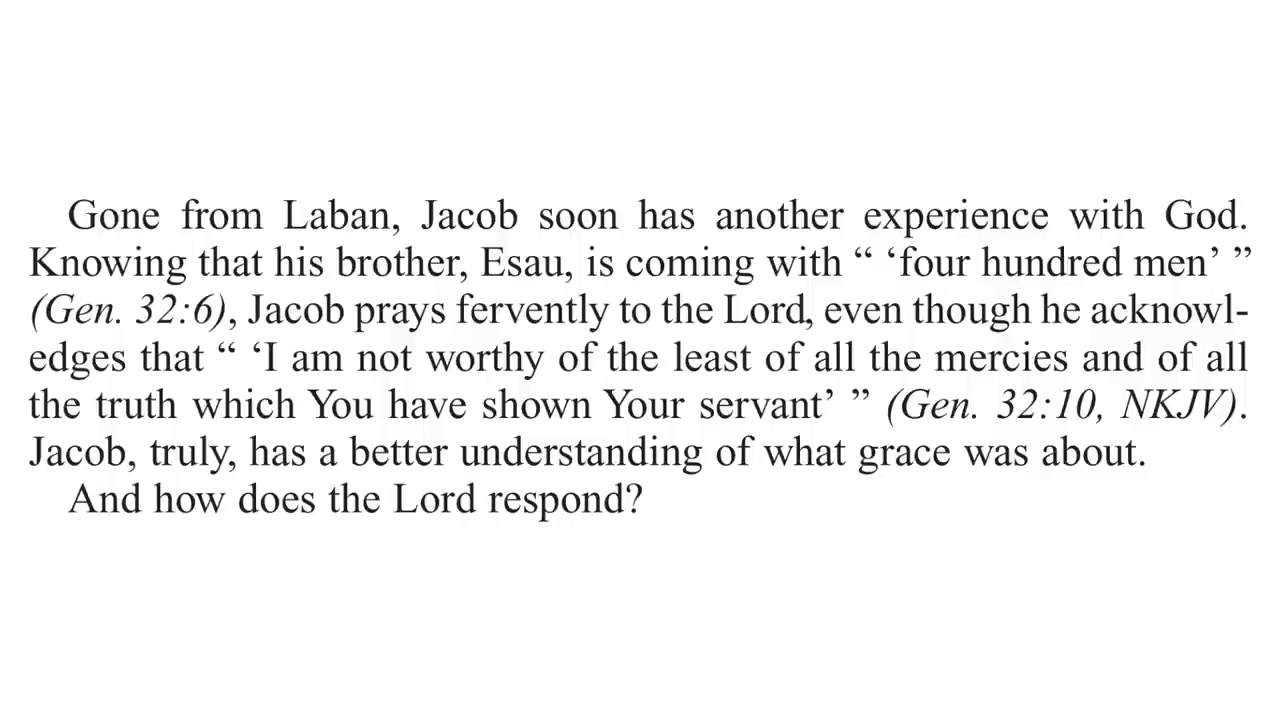 Gone from Laban, Jacob soon has another experience with God.
Knowing that his brother, Esau, is coming with “ ‘four hundred men’ ”
(Gen. 32:6), Jacob prays fervently to the Lord, even though he acknowl-
edges that “ ‘I am not worthy of the least of all the mercies and of all
the truth which You have shown Your servant’ ” (Gen. 32:10, NKJV).
Jacob, truly, has a better understanding of what grace was about.
And how does the Lord respond?